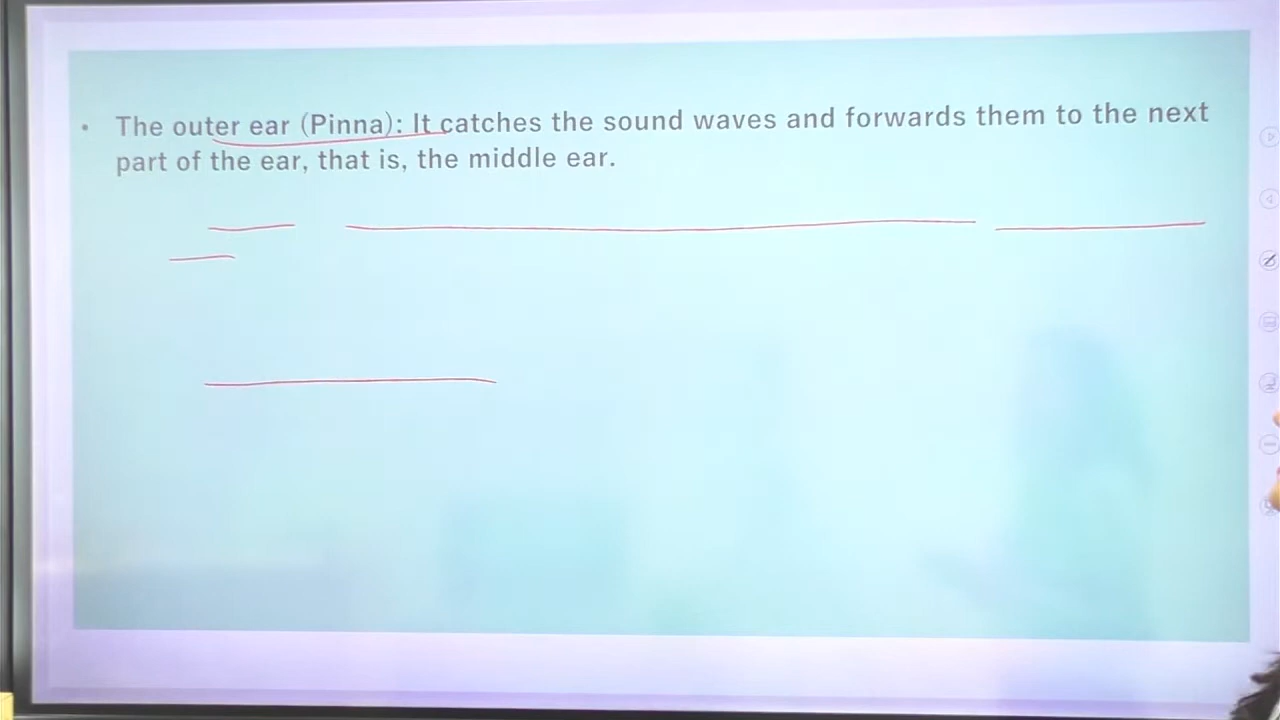 • The outer ear (Pinna): It catches the sound waves and forwards them to the next
part of the ear, that is, the middle ear.